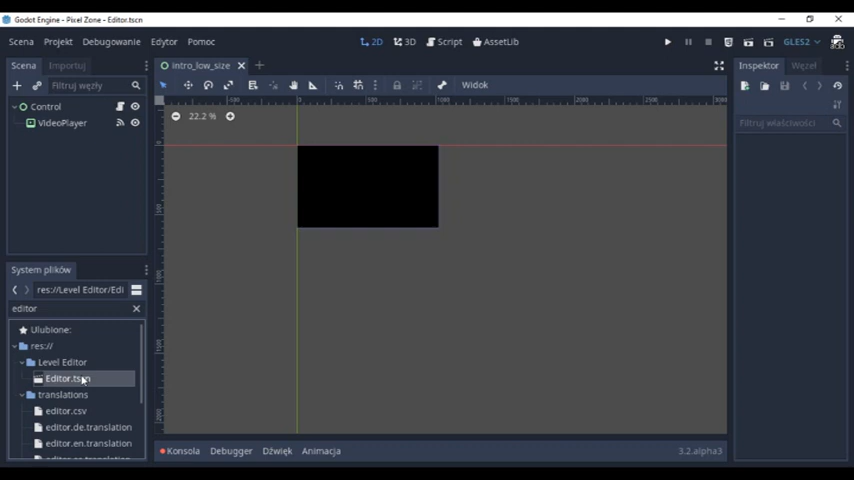 Godot Engine - Pixel Zone - Editor.tscn
Scena Projekt Debugowanie Edytor Pomoc
2D 3D Script AssetLib
GLES2
Scena Importuj
intro_low_size
Inspektor Węzeł
Filtruj węzły
Widok
Control
VideoPlayer
22.2 %
Filtruj właściwości
System plików
res://Level Editor/Edi
editor
Ulubione:
res://
Level Editor
Editor.tscn
translations
editor.csv
editor.de.translation
editor.en.translation
Konsola Debugger Dźwięk Animacja
3.2.alpha3